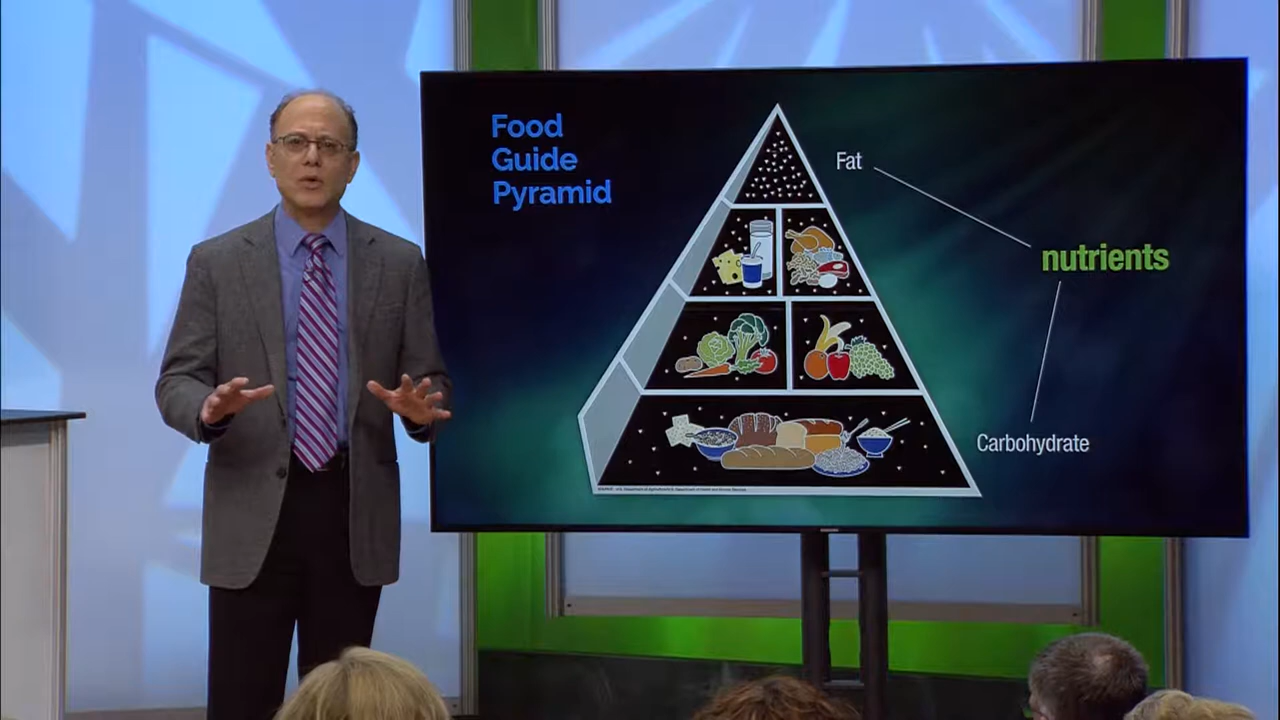 Food
Guide
Pyramid
Fat
nutrients
Carbohydrate